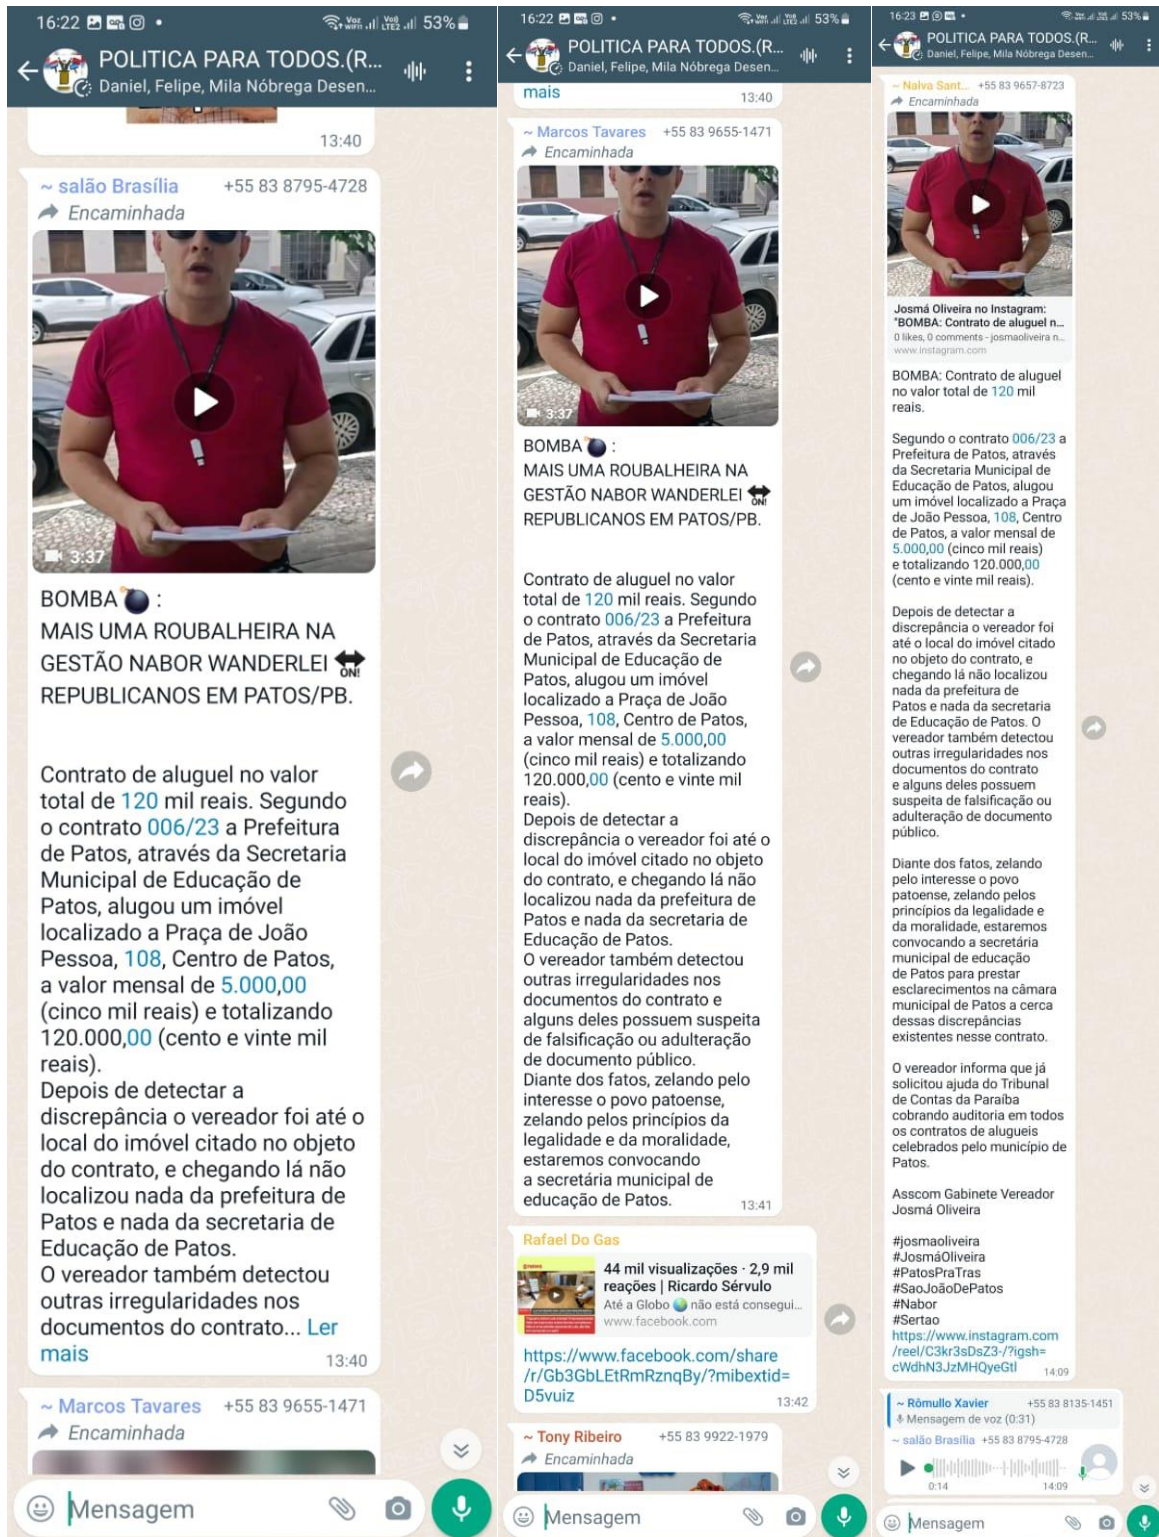 16:22
Voz WiFi1 Vo) LTE2 53%
POLITICA PARA TODOS.(R...
Daniel, Felipe, Mila Nóbrega Desen...
13:40
~ salão Brasília +55 83 8795-4728
Encaminhada
3:37
BOMBA💣 :
MAIS UMA ROUBALHEIRA NA
GESTÃO NABOR WANDERLEI 🔛
REPUBLICANOS EM PATOS/PB.
Contrato de aluguel no valor
total de 120 mil reais. Segundo
o contrato 006/23 a Prefeitura
de Patos, através da Secretaria
Municipal de Educação de
Patos, alugou um imóvel
localizado a Praça de João
Pessoa, 108, Centro de Patos,
a valor mensal de 5.000,00
(cinco mil reais) e totalizando
120.000,00 (cento e vinte mil
reais).
Depois de detectar a
discrepância o vereador foi até o
local do imóvel citado no objeto
do contrato, e chegando lá não
localizou nada da prefeitura de
Patos e nada da secretaria de
Educação de Patos.
O vereador também detectou
outras irregularidades nos
documentos do contrato... Ler
mais
13:40
~ Marcos Tavares +55 83 9655-1471
Encaminhada
Mensagem
16:22
53%
POLITICA PARA TODOS.(R...
Daniel, Felipe, Mila Nóbrega Desen...
mais
13:40
~ Marcos Tavares +55 83 9655-1471
Encaminhada
3:37
BOMBA💣 :
MAIS UMA ROUBALHEIRA NA
GESTÃO NABOR WANDERLEI 🔛
REPUBLICANOS EM PATOS/PB.
Contrato de aluguel no valor
total de 120 mil reais. Segundo
o contrato 006/23 a Prefeitura
de Patos, através da Secretaria
Municipal de Educação de
Patos, alugou um imóvel
localizado a Praça de João
Pessoa, 108, Centro de Patos,
a valor mensal de 5.000,00
(cinco mil reais) e totalizando
120.000,00 (cento e vinte mil
reais).
Depois de detectar a
discrepância o vereador foi até o
local do imóvel citado no objeto
do contrato, e chegando lá não
localizou nada da prefeitura de
Patos e nada da secretaria de
Educação de Patos.
O vereador também detectou
outras irregularidades nos
documentos do contrato e
alguns deles possuem suspeita
de falsificação ou adulteração
de documento público.
Diante dos fatos, zelando pelo
interesse o povo patoense,
zelando pelos princípios da
legalidade e da moralidade,
estaremos convocando
a secretária municipal de
educação de Patos.
13:41
Rafael Do Gas
44 mil visualizações · 2,9 mil
reações | Ricardo Sérvulo
Até a Globo 🌎 não está consegui...
www.facebook.com
https://www.facebook.com/share
/r/Gb3GbLEtRmRznqBy/?mibextid=
D5vuiz
13:42
~ Tony Ribeiro +55 83 9922-1979
Encaminhada
Mensagem
16:23
53%
POLITICA PARA TODOS.(R...
Daniel, Felipe, Mila Nóbrega Desen...
~ Nalva Sant... +55 83 9657-8723
Encaminhada
Josmá Oliveira no Instagram:
"BOMBA: Contrato de aluguel n...
0 likes, 0 comments - josmaoliveira n...
www.instagram.com
BOMBA: Contrato de aluguel
no valor total de 120 mil
reais.
Segundo o contrato 006/23 a
Prefeitura de Patos, através
da Secretaria Municipal de
Educação de Patos, alugou
um imóvel localizado a Praça
de João Pessoa, 108, Centro
de Patos, a valor mensal de
5.000,00 (cinco mil reais)
e totalizando 120.000,00
(cento e vinte mil reais).
Depois de detectar a
discrepância o vereador foi
até o local do imóvel citado
no objeto do contrato, e
chegando lá não localizou
nada da prefeitura de
Patos e nada da secretaria
de Educação de Patos. O
vereador também detectou
outras irregularidades nos
documentos do contrato
e alguns deles possuem
suspeita de falsificação ou
adulteração de documento
público.
Diante dos fatos, zelando
pelo interesse o povo
patoense, zelando pelos
princípios da legalidade e
da moralidade, estaremos
convocando a secretária
municipal de educação
de Patos para prestar
esclarecimentos na câmara
municipal de Patos a cerca
dessas discrepâncias
existentes nesse contrato.
O vereador informa que já
solicitou ajuda do Tribunal
de Contas da Paraíba
cobrando auditoria em todos
os contratos de alugueis
celebrados pelo município de
Patos.
Asscom Gabinete Vereador
Josmá Oliveira
#josmaoliveira
#JosmáOliveira
#PatosPraTras
#SaoJoãoDePatos
#Nabor
#Sertao
https://www.instagram.com
/reel/C3kr3sDsZ3-/?igsh=
cWdhN3JzMHQyeGtl
14:09
~ Rômullo Xavier +55 83 8135-1451
Mensagem de voz (0:31)
~ salão Brasília +55 83 8795-4728
0:14 14:09
Mensagem